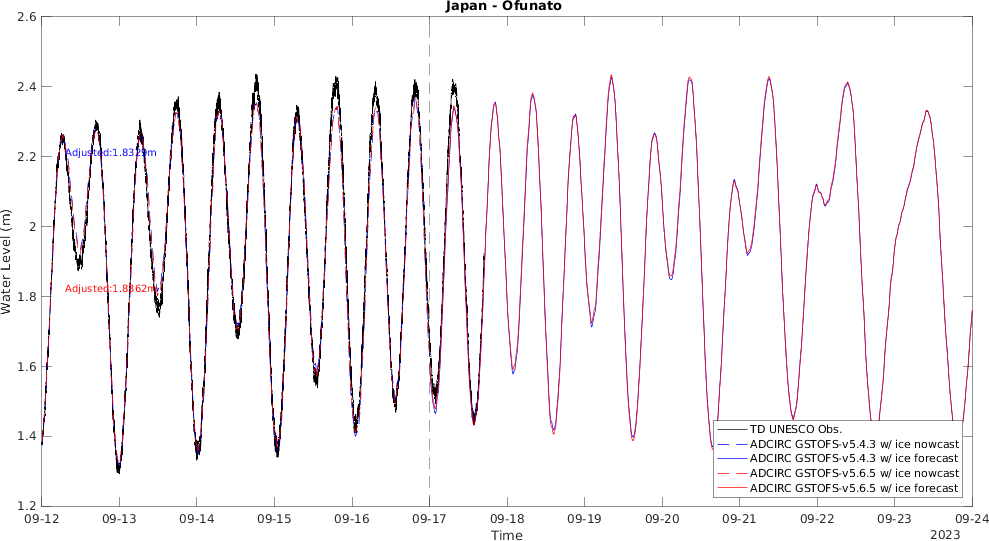 Japan - Ofunato
2.6
2.4
2.2
2
1.8
1.6
1.4
1.2
Water Level (m)
Adjusted:1.8329m
Adjusted:1.8362m
TD UNESCO Obs.
ADCIRC GSTOFS-v5.4.3 w/ ice nowcast
ADCIRC GSTOFS-v5.4.3 w/ ice forecast
ADCIRC GSTOFS-v5.6.5 w/ ice nowcast
ADCIRC GSTOFS-v5.6.5 w/ ice forecast
09-12 09-13 09-14 09-15 09-16 09-17 09-18 09-19 09-20 09-21 09-22 09-23 09-24
Time
2023